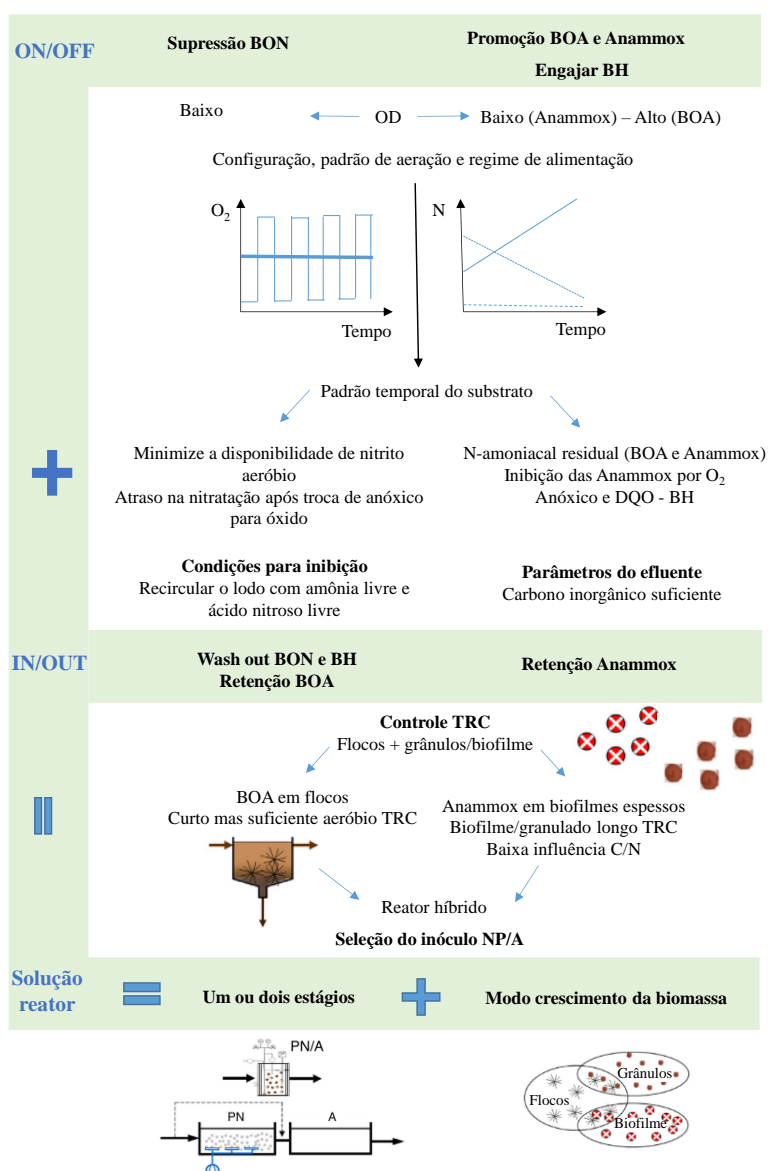 ON/OFF
Supressão BON
Promoção BOA e Anammox
Engajar BH
Baixo
OD
Baixo (Anammox) – Alto (BOA)
Configuração, padrão de aeração e regime de alimentação
O2
Tempo
N
Tempo
Padrão temporal do substrato
Minimize a disponibilidade de nitrito
aeróbio
Atraso na nitratação após troca de anóxico
para óxido
N-amoniacal residual (BOA e Anammox)
Inibição das Anammox por O2
Anóxico e DQO - BH
Condições para inibição
Recircular o lodo com amônia livre e
ácido nitroso livre
Parâmetros do efluente
Carbono inorgânico suficiente
IN/OUT
Wash out BON e BH
Retenção BOA
Retenção Anammox
Controle TRC
Flocos + grânulos/biofilme
BOA em flocos
Curto mas suficiente aeróbio TRC
Anammox em biofilmes espessos
Biofilme/granulado longo TRC
Baixa influência C/N
Reator híbrido
Seleção do inóculo NP/A
Solução
reator
Um ou dois estágios
Modo crescimento da biomassa
PN/A
PN
A
Grânulos
Flocos
Biofilme